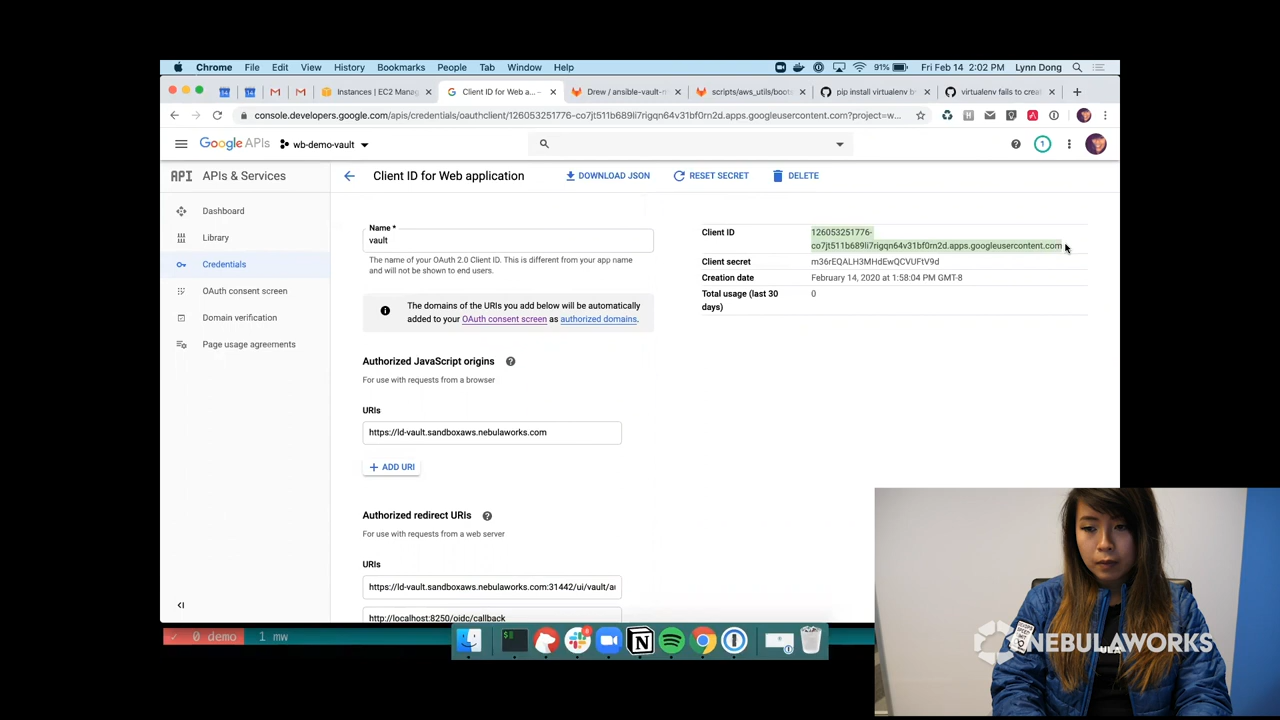 Chrome File Edit View History Bookmarks People Tab Window Help 91% Fri Feb 14 2:02 PM Lynn Dong
Instances | EC2 Manag Client ID for Web a... Drew / ansible-vault-n scripts/aws_utils/boots pip install virtualenv b virtualenv fails to crea
console.developers.google.com/apis/credentials/oauthclient/126053251776-co7jt511b689li7rigqn64v31bf0rn2d.apps.googleusercontent.com?project=w...
Google APIs wb-demo-vault 1
API APIs & Services
Client ID for Web application DOWNLOAD JSON RESET SECRET DELETE
Dashboard
Library
Credentials
OAuth consent screen
Domain verification
Page usage agreements
Name *
vault
The name of your OAuth 2.0 Client ID. This is different from your app name
and will not be shown to end users.
The domains of the URIs you add below will be automatically
added to your OAuth consent screen as authorized domains.
Authorized JavaScript origins
For use with requests from a browser
URIs
https://ld-vault.sandboxaws.nebulaworks.com
ADD URI
Authorized redirect URIs
For use with requests from a web server
URIs
https://ld-vault.sandboxaws.nebulaworks.com:31442/ui/vault/au
http://localhost:8250/oidc/callback
Client ID 126053251776-
co7jt511b689li7rigqn64v31bf0rn2d.apps.googleusercontent.com
Client secret m36rEQALH3MHdEwQCVUFtV9d
Creation date February 14, 2020 at 1:58:04 PM GMT-8
Total usage (last 30
days) 0
0 demo 1 mw
NEBULAWORKS